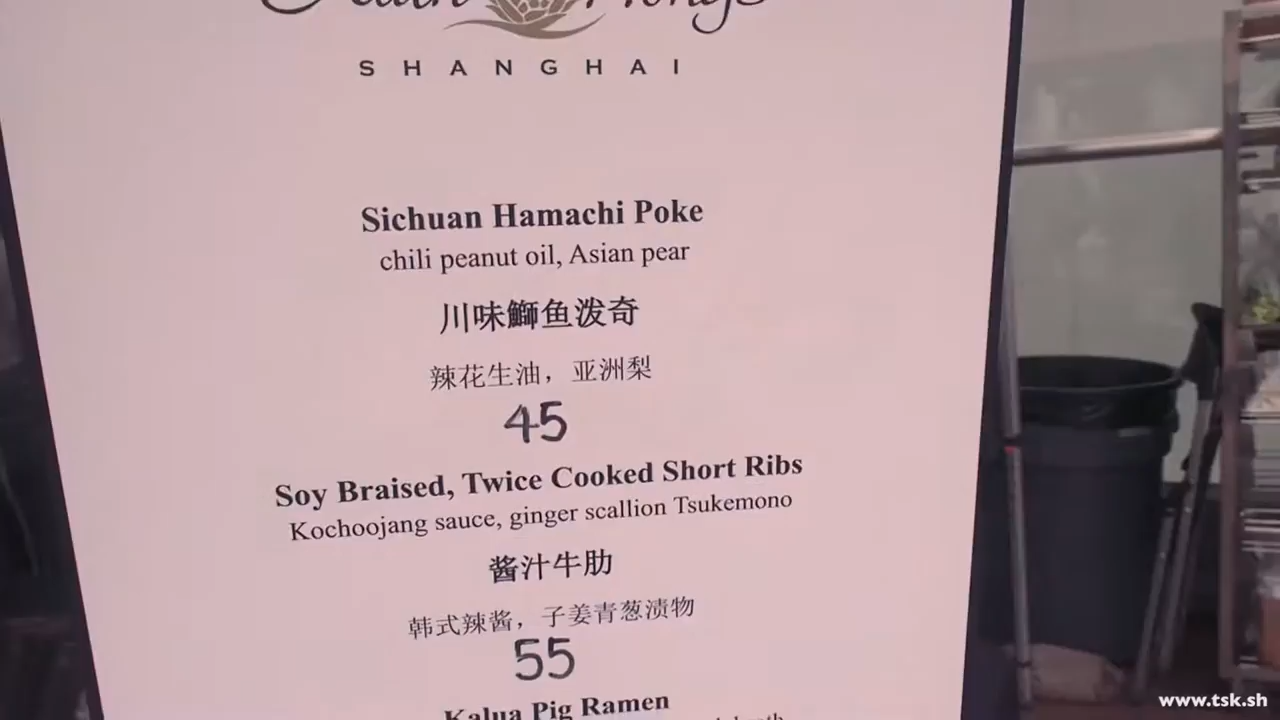 SHANGHAI
Sichuan Hamachi Poke
chili peanut oil, Asian pear
川味鰤鱼泼奇
辣花生油，亚洲梨
45
Soy Braised, Twice Cooked Short Ribs
Kochoojang sauce, ginger scallion Tsukemono
酱汁牛肋
韩式辣酱，子姜青葱渍物
55
Kalua Pig Ramen
www.tsk.sh